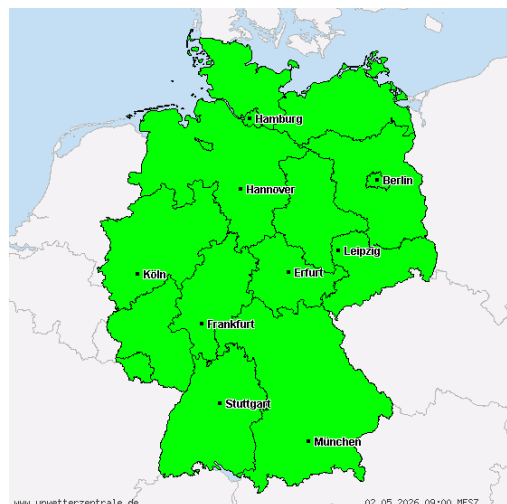 Hamburg
Berlin
Hannover
Leipzig
Köln
Erfurt
Frankfurt
Stuttgart
München
www.unwetterzentrale.de 02.05.2026 09:00 MESZ